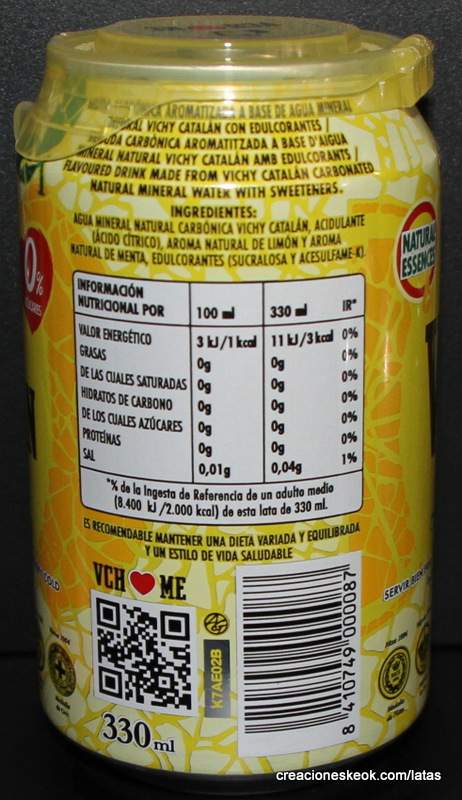 AROMATIZADA A BASE DE AGUA MINERAL
VICHY CATALÁN CON EDULCORANTES /
CARBÓNICA AROMATITZADA A BASE D'AIGUA
MINERAL NATURAL VICHY CATALÁN AMB EDULCORANTS /
FLAVOURED DRINK MADE FROM VICHY CATALÁN CARBONATED
NATURAL MINERAL WATER WITH SWEETENERS.
INGREDIENTES:
AGUA MINERAL NATURAL CARBÓNICA VICHY CATALÁN, ACIDULANTE
(ÁCIDO CÍTRICO), AROMA NATURAL DE LIMÓN Y AROMA
NATURAL DE MENTA, EDULCORANTES (SUCRALOSA Y ACESULFAME-K).
0%
NATURAL
ESSENCES
INFORMACIÓN
NUTRICIONAL POR 100 ml 330 ml IR*
VALOR ENERGÉTICO 3 kJ/1 kcal 11 kJ/3 kcal 0%
GRASAS 0g 0g 0%
DE LAS CUALES SATURADAS 0g 0g 0%
HIDRATOS DE CARBONO 0g 0g 0%
DE LOS CUALES AZÚCARES 0g 0g 0%
PROTEÍNAS 0g 0g 0%
SAL 0,01g 0,04g 1%
*% de la Ingesta de Referencia de un adulto medio
(8.400 kJ /2.000 kcal) de esta lata de 330 ml.
ES RECOMENDABLE MANTENER UNA DIETA VARIADA Y EQUILIBRADA
Y UN ESTILO DE VIDA SALUDABLE
VCH ME
COLD
SERVIR BIEN
K7AE02B
8 410749 000087
330 ml
creacioneskeok.com/latas